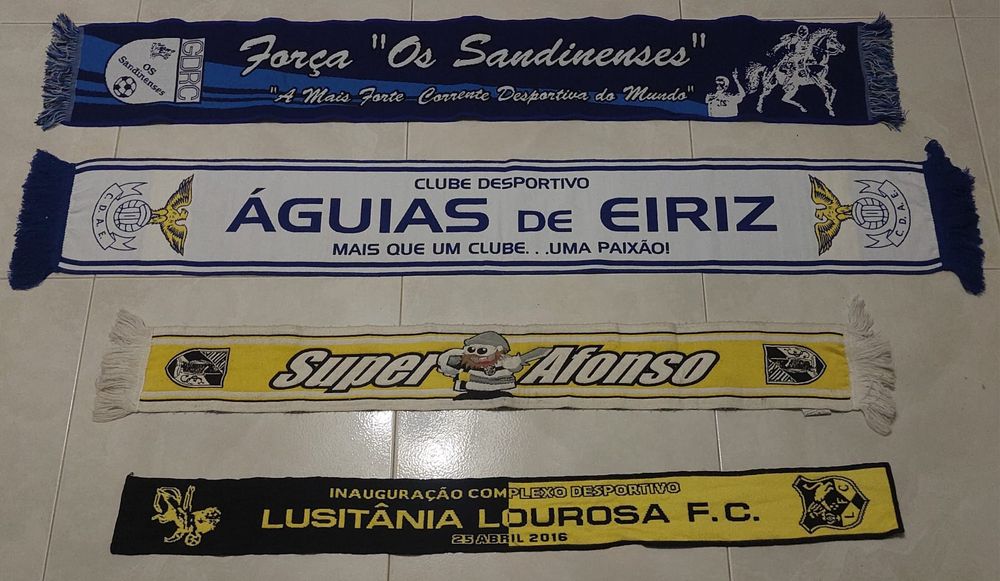 GDRC
OS
Sandinenses
Força "Os Sandinenses"
"A Mais Forte Corrente Desportiva do Mundo"
C.D.A.E.
CLUBE DESPORTIVO
ÁGUIAS DE EIRIZ
MAIS QUE UM CLUBE...UMA PAIXÃO!
C.D.A.E.
Super Afonso
INAUGURAÇÃO COMPLEXO DESPORTIVO
LUSITÂNIA LOUROSA F.C.
25 ABRIL 2016